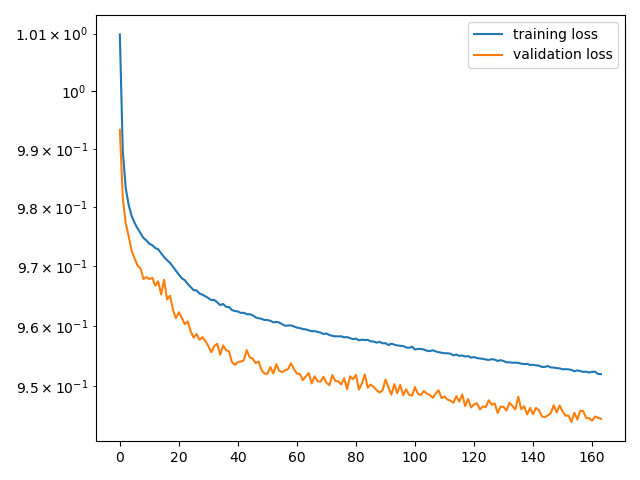 training loss
validation loss
1.01 × 10⁰
10⁰
9.9 × 10⁻¹
9.8 × 10⁻¹
9.7 × 10⁻¹
9.6 × 10⁻¹
9.5 × 10⁻¹
0 20 40 60 80 100 120 140 160